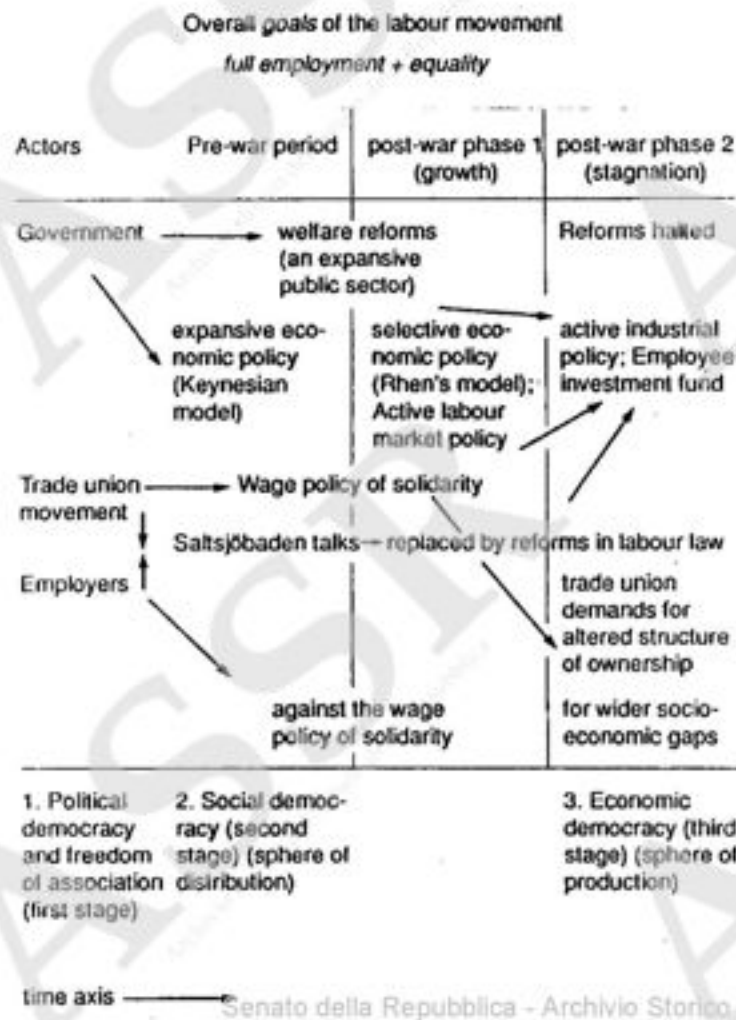 Overall goals of the labour movement
full employment + equality
Actors
Pre-war period
post-war phase 1
(growth)
post-war phase 2
(stagnation)
Government
welfare reforms
(an expansive
public sector)
Reforms halted
expansive eco-
nomic policy
(Keynesian
model)
selective eco-
nomic policy
(Rhen's model);
Active labour
market policy
active industrial
policy; Employee
investment fund
Trade union
movement
Wage policy of solidarity
Saltsjöbaden talks
replaced by reforms in labour law
Employers
trade union
demands for
altered structure
of ownership
against the wage
policy of solidarity
for wider socio-
economic gaps
1. Political
democracy
and freedom
of association
(first stage)
2. Social democ-
racy (second
stage) (sphere of
distribution)
3. Economic
democracy (third
stage) (sphere of
production)
time axis
Senato della Repubblica - Archivio Storico
ASSR